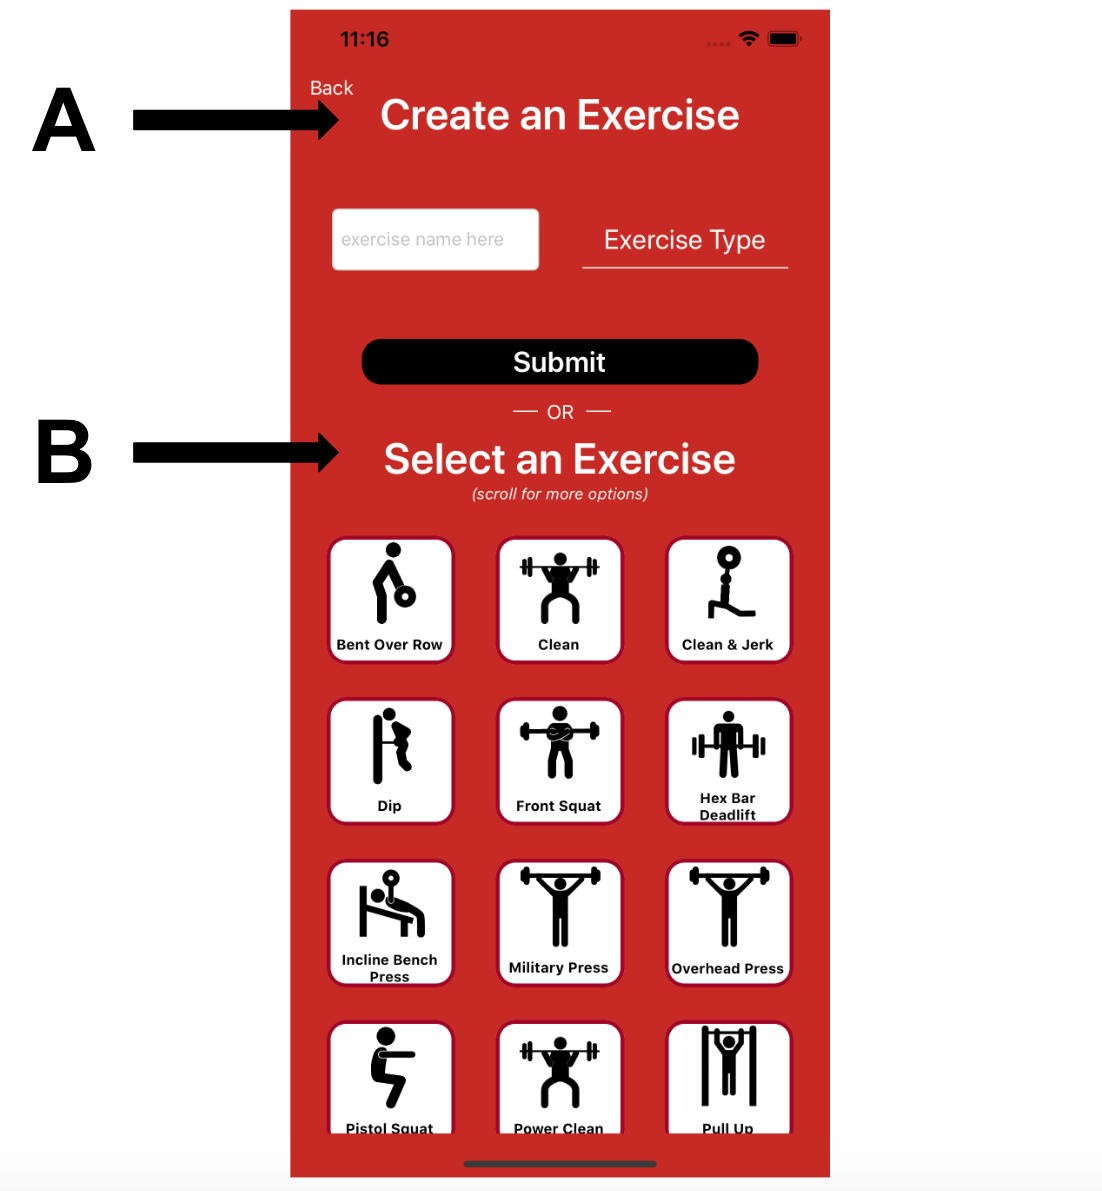 11:16
Back
A
Create an Exercise
exercise name here
Exercise Type
Submit
OR
B
Select an Exercise
(scroll for more options)
Bent Over Row
Clean
Clean & Jerk
Dip
Front Squat
Hex Bar
Deadlift
Incline Bench
Press
Military Press
Overhead Press
Pistol Squat
Power Clean
Pull Up